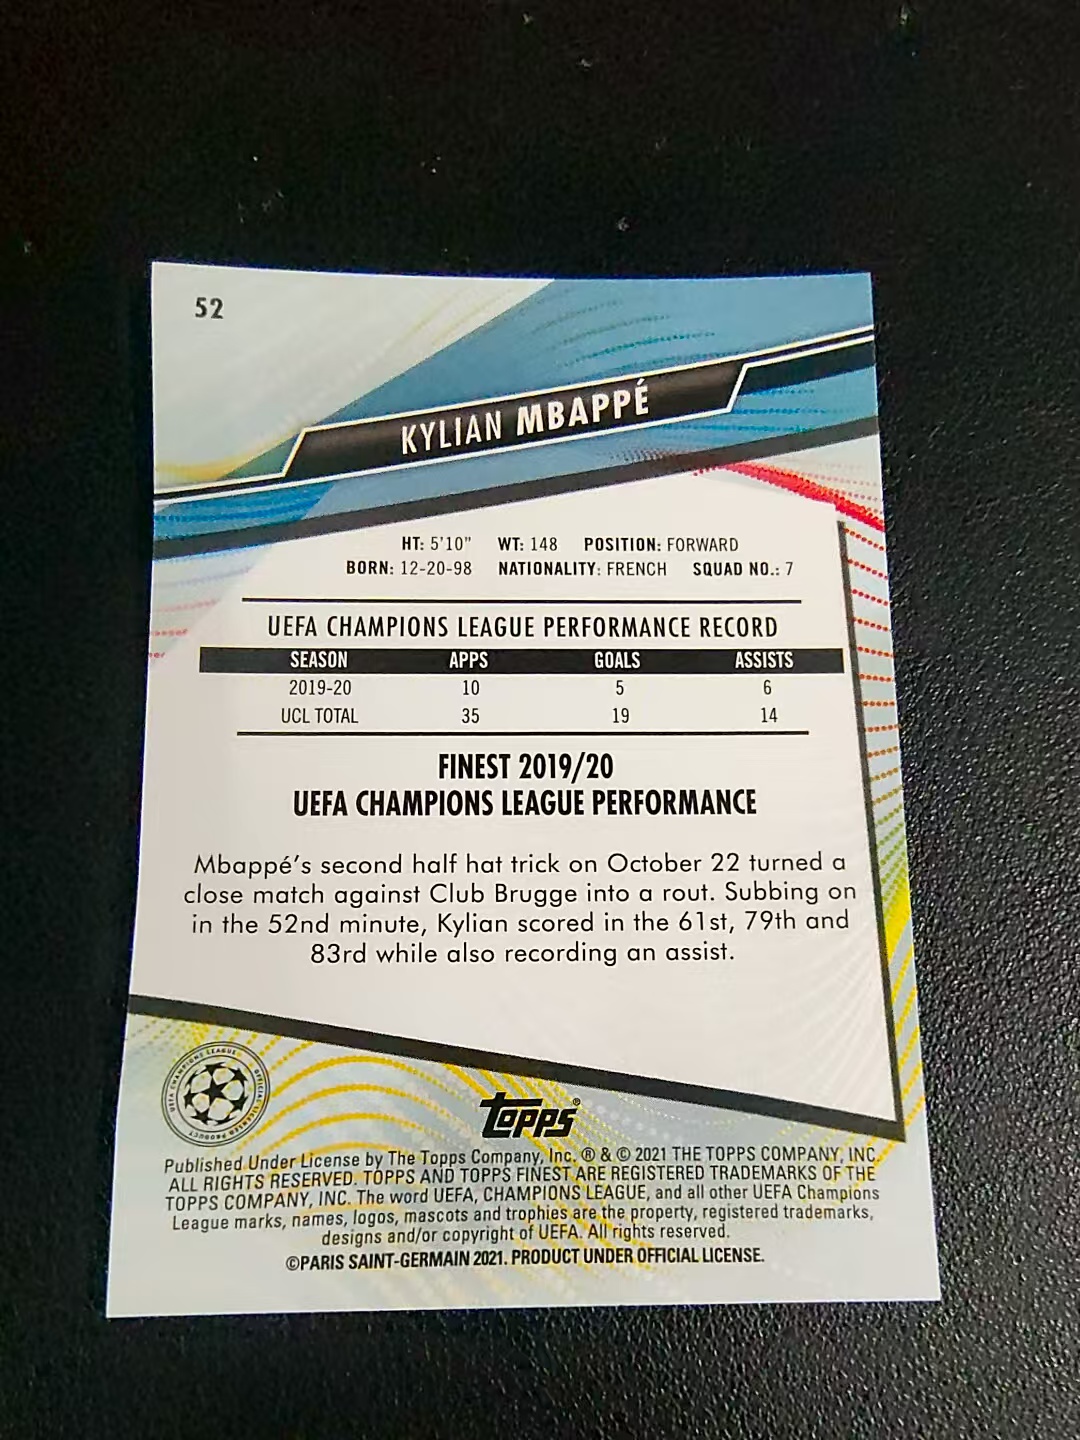 52
KYLIAN MBAPPÉ
HT: 5'10" WT: 148 POSITION: FORWARD
BORN: 12-20-98 NATIONALITY: FRENCH SQUAD NO.: 7
UEFA CHAMPIONS LEAGUE PERFORMANCE RECORD
SEASON APPS GOALS ASSISTS
2019-20 10 5 6
UCL TOTAL 35 19 14
FINEST 2019/20
UEFA CHAMPIONS LEAGUE PERFORMANCE
Mbappé's second half hat trick on October 22 turned a
close match against Club Brugge into a rout. Subbing on
in the 52nd minute, Kylian scored in the 61st, 79th and
83rd while also recording an assist.
UEFA CHAMPIONS LEAGUE OFFICIAL LICENSED PRODUCT
Topps®
Published Under License by The Topps Company, Inc. ® & © 2021 THE TOPPS COMPANY, INC.
ALL RIGHTS RESERVED. TOPPS AND TOPPS FINEST ARE REGISTERED TRADEMARKS OF THE
TOPPS COMPANY, INC. The word UEFA, CHAMPIONS LEAGUE, and all other UEFA Champions
League marks, names, logos, mascots and trophies are the property, registered trademarks,
designs and/or copyright of UEFA. All rights reserved.
©PARIS SAINT-GERMAIN 2021. PRODUCT UNDER OFFICIAL LICENSE.